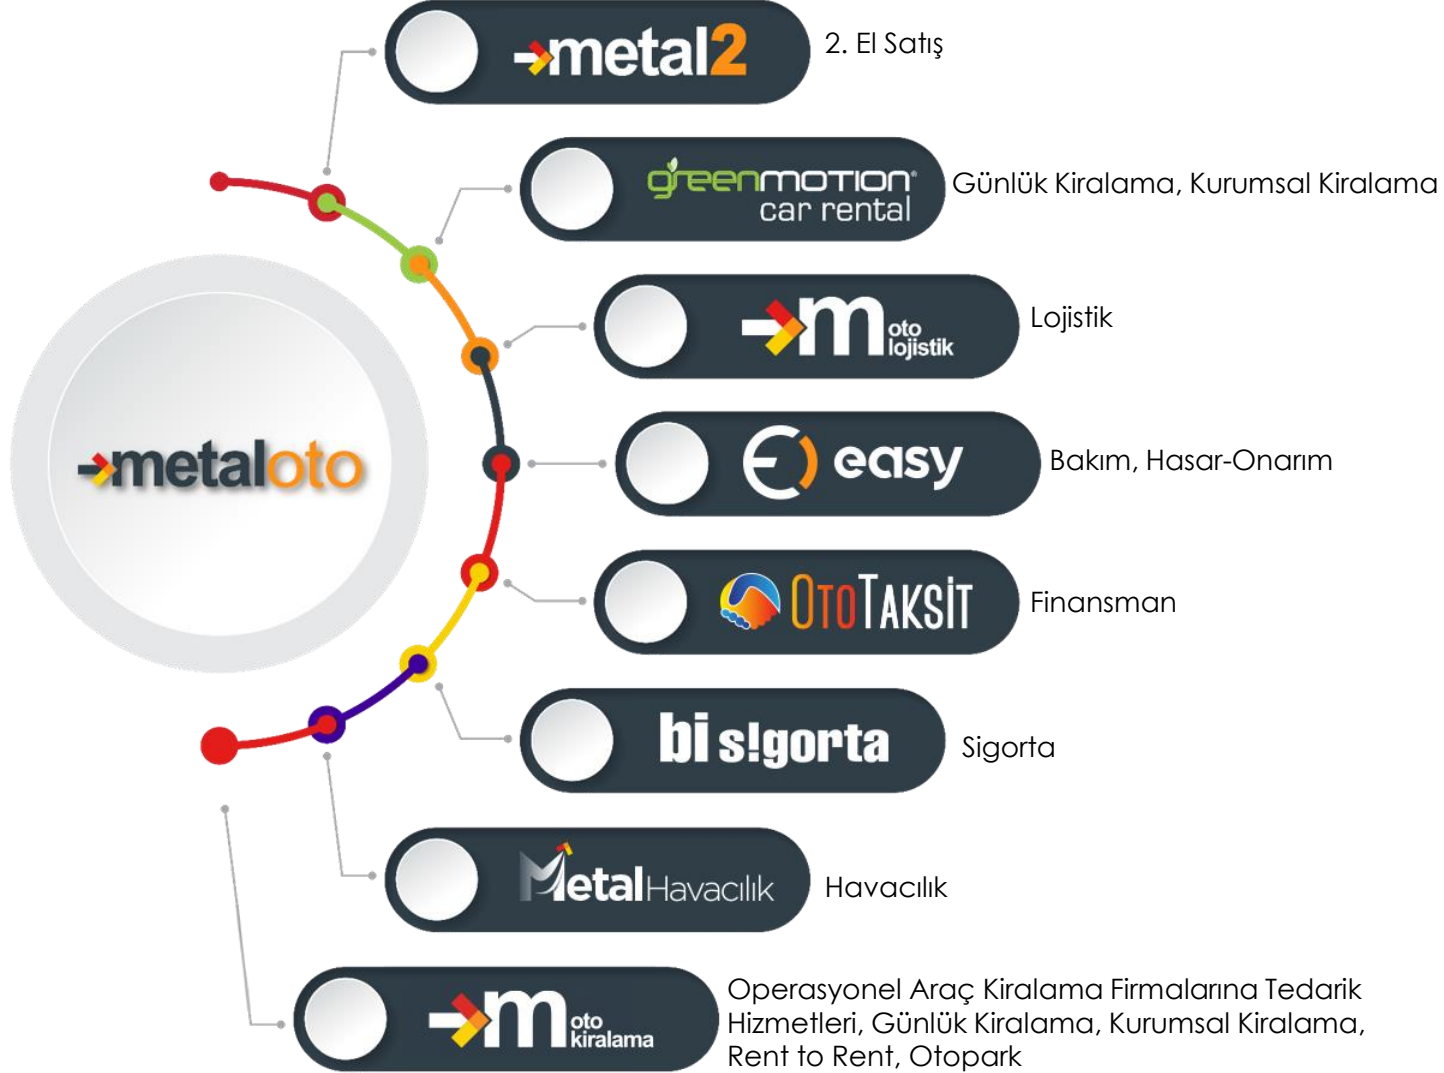 metal2
2. El Satış
greenmotion
car rental
Günlük Kiralama, Kurumsal Kiralama
m oto
lojistik
Lojistik
metaloto
easy
Bakım, Hasar-Onarım
OtoTaksit
Finansman
bi s!gorta
Sigorta
Metal Havacılık
Havacılık
m oto
kiralama
Operasyonel Araç Kiralama Firmalarına Tedarik
Hizmetleri, Günlük Kiralama, Kurumsal Kiralama,
Rent to Rent, Otopark